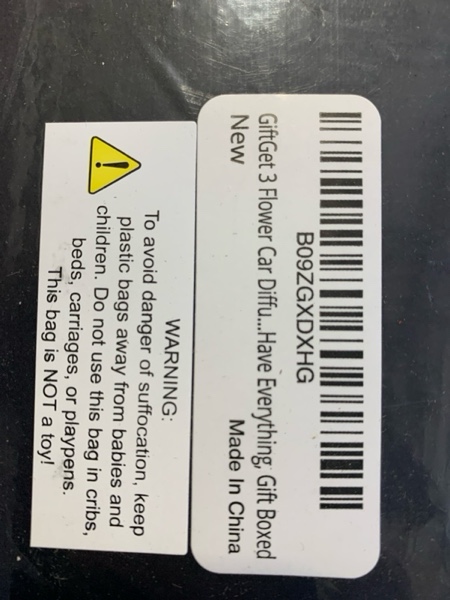 B09ZGXDXHG
GiftGet 3 Flower Car Diffu...Have Everything, Gift Boxed
New
Made In China
WARNING:
To avoid danger of suffocation, keep
plastic bags away from babies and
children. Do not use this bag in cribs,
beds, carriages, or playpens.
This bag is NOT a toy!